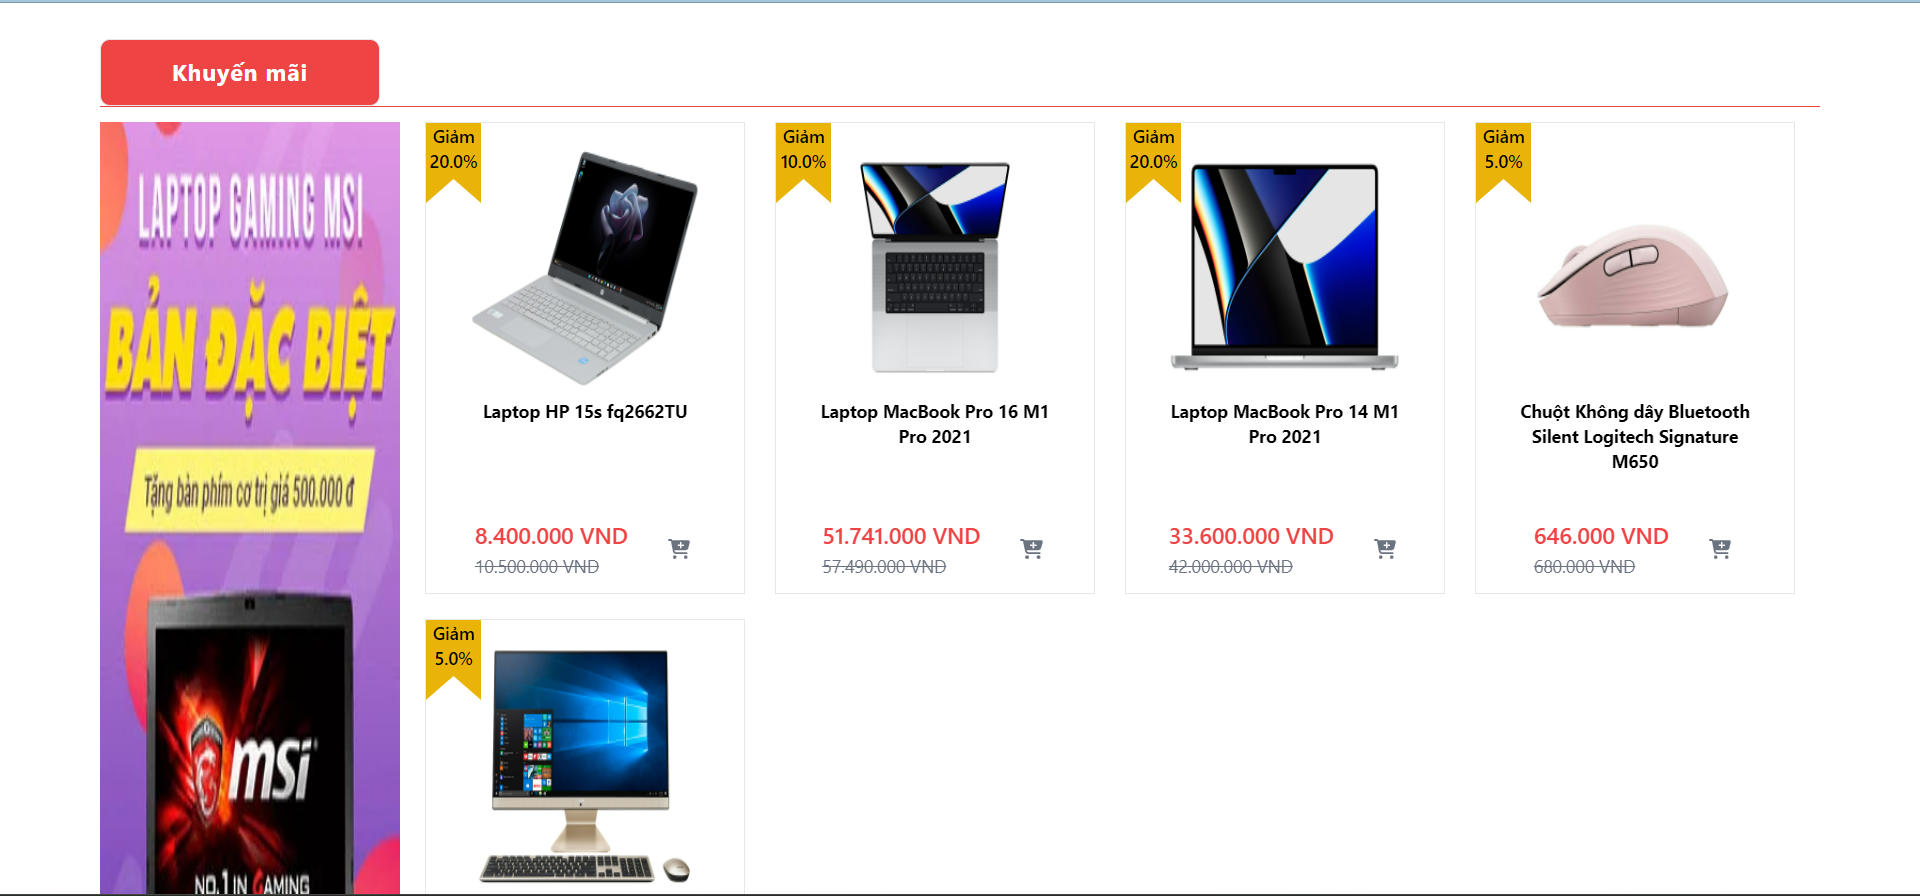 Khuyến mãi
LAPTOP GAMING MSI
BẢN ĐẶC BIỆT
Tặng bàn phím cơ trị giá 500.000 đ
msi
NO.1 IN GAMING
Giảm
20.0%
Laptop HP 15s fq2662TU
8.400.000 VND
10.500.000 VND
Giảm
10.0%
Laptop MacBook Pro 16 M1
Pro 2021
51.741.000 VND
57.490.000 VND
Giảm
20.0%
Laptop MacBook Pro 14 M1
Pro 2021
33.600.000 VND
42.000.000 VND
Giảm
5.0%
Chuột Không dây Bluetooth
Silent Logitech Signature
M650
646.000 VND
680.000 VND
Giảm
5.0%